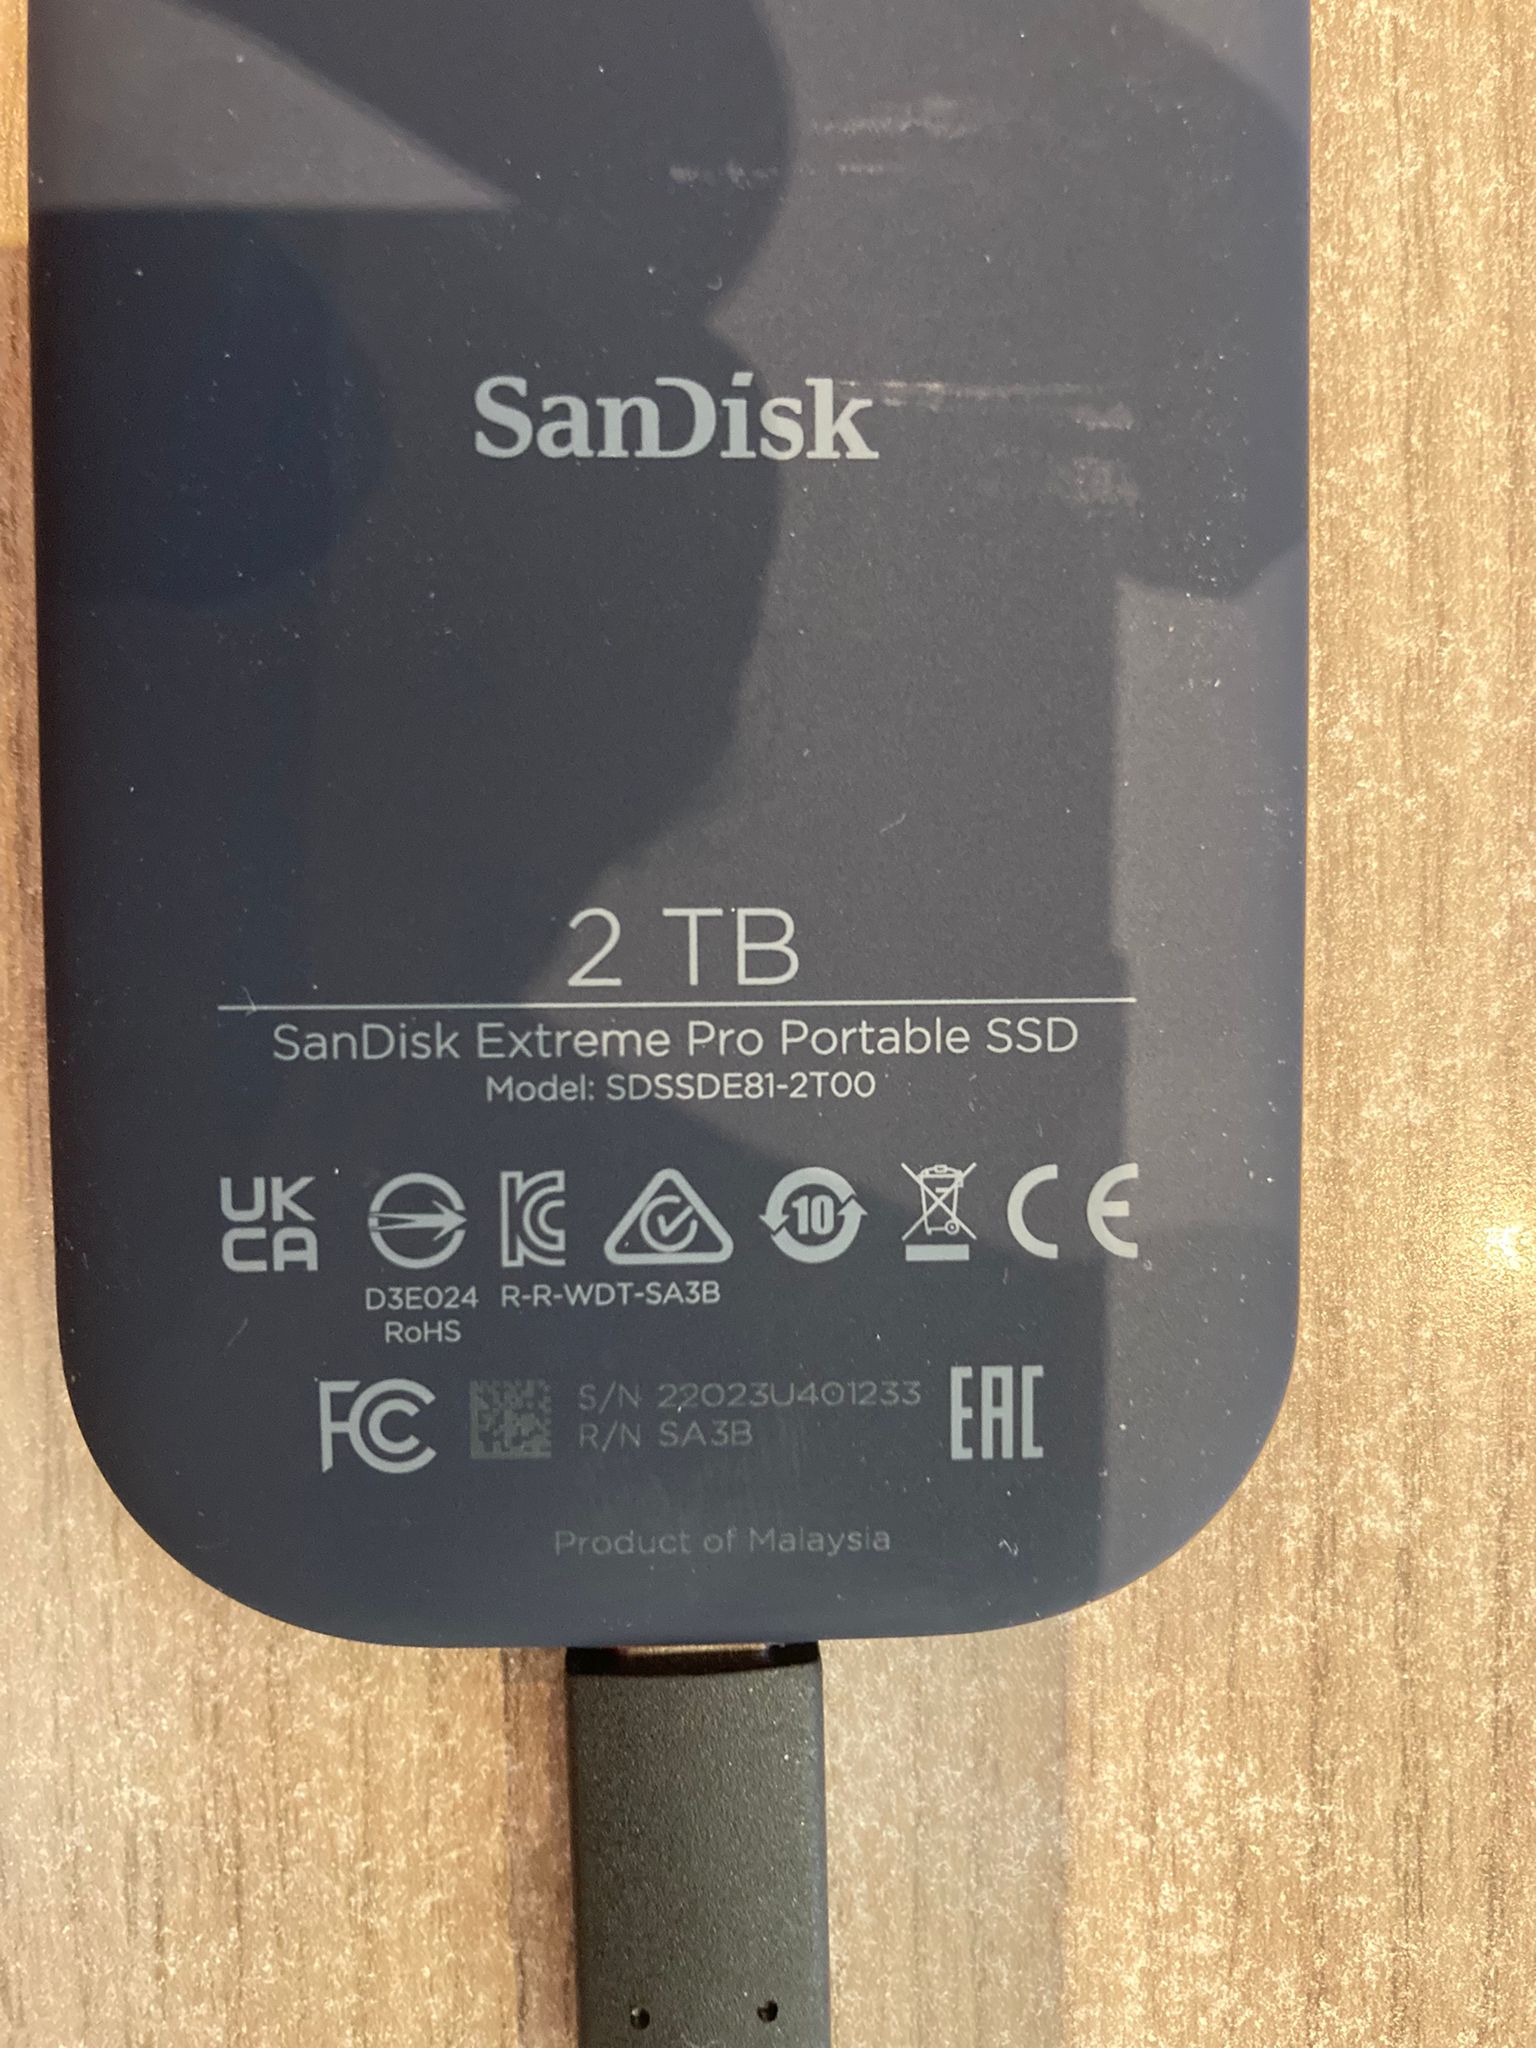 SanDisk
2 TB
SanDisk Extreme Pro Portable SSD
Model: SDSSDE81-2T00
UK
CA
10
CE
D3E024 R-R-WDT-SA3B
RoHS
FC
S/N 22023U401233
R/N SA3B
EAC
Product of Malaysia